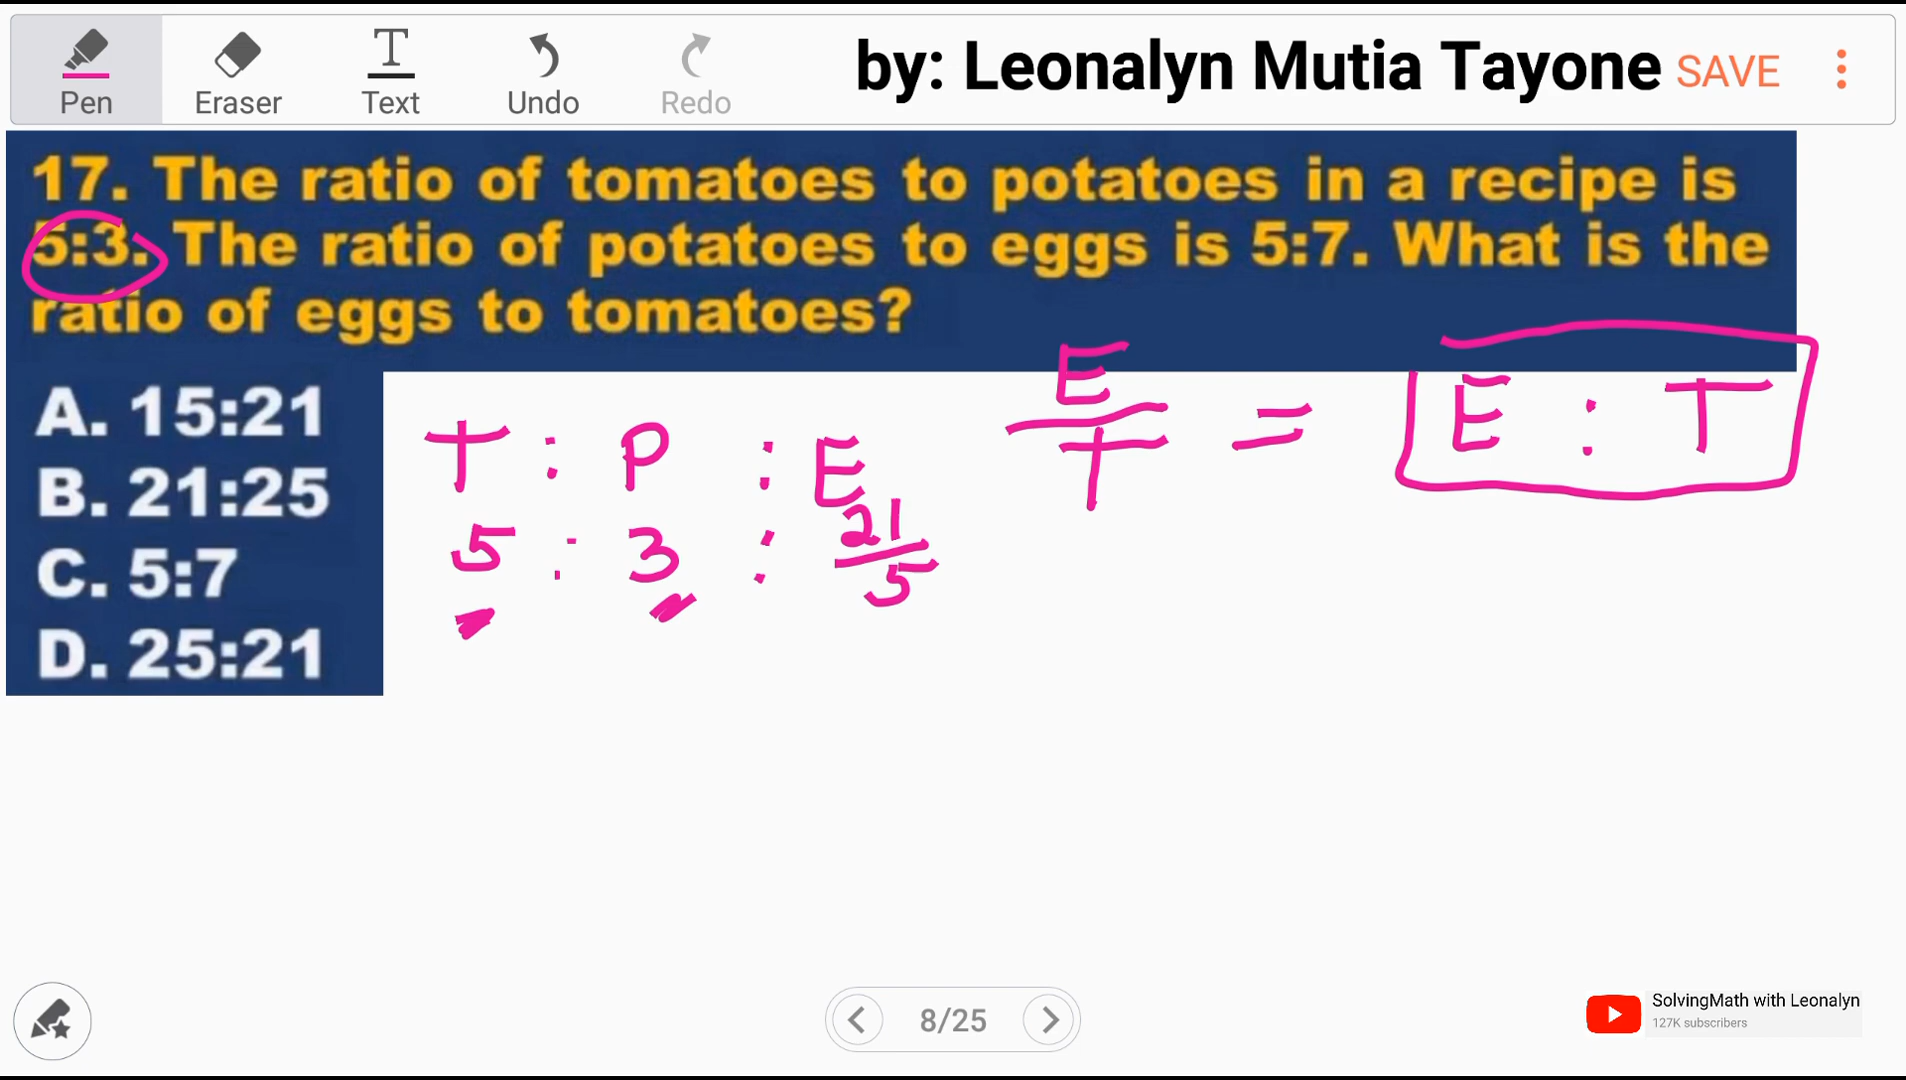 Pen Eraser Text Undo Redo by: Leonalyn Mutia Tayone SAVE
17. The ratio of tomatoes to potatoes in a recipe is
5:3. The ratio of potatoes to eggs is 5:7. What is the
ratio of eggs to tomatoes?
A. 15:21
B. 21:25
C. 5:7
D. 25:21
T : P : E
5 : 3 : 21/5
E/T = E : T
8/25
SolvingMath with Leonalyn
127K subscribers